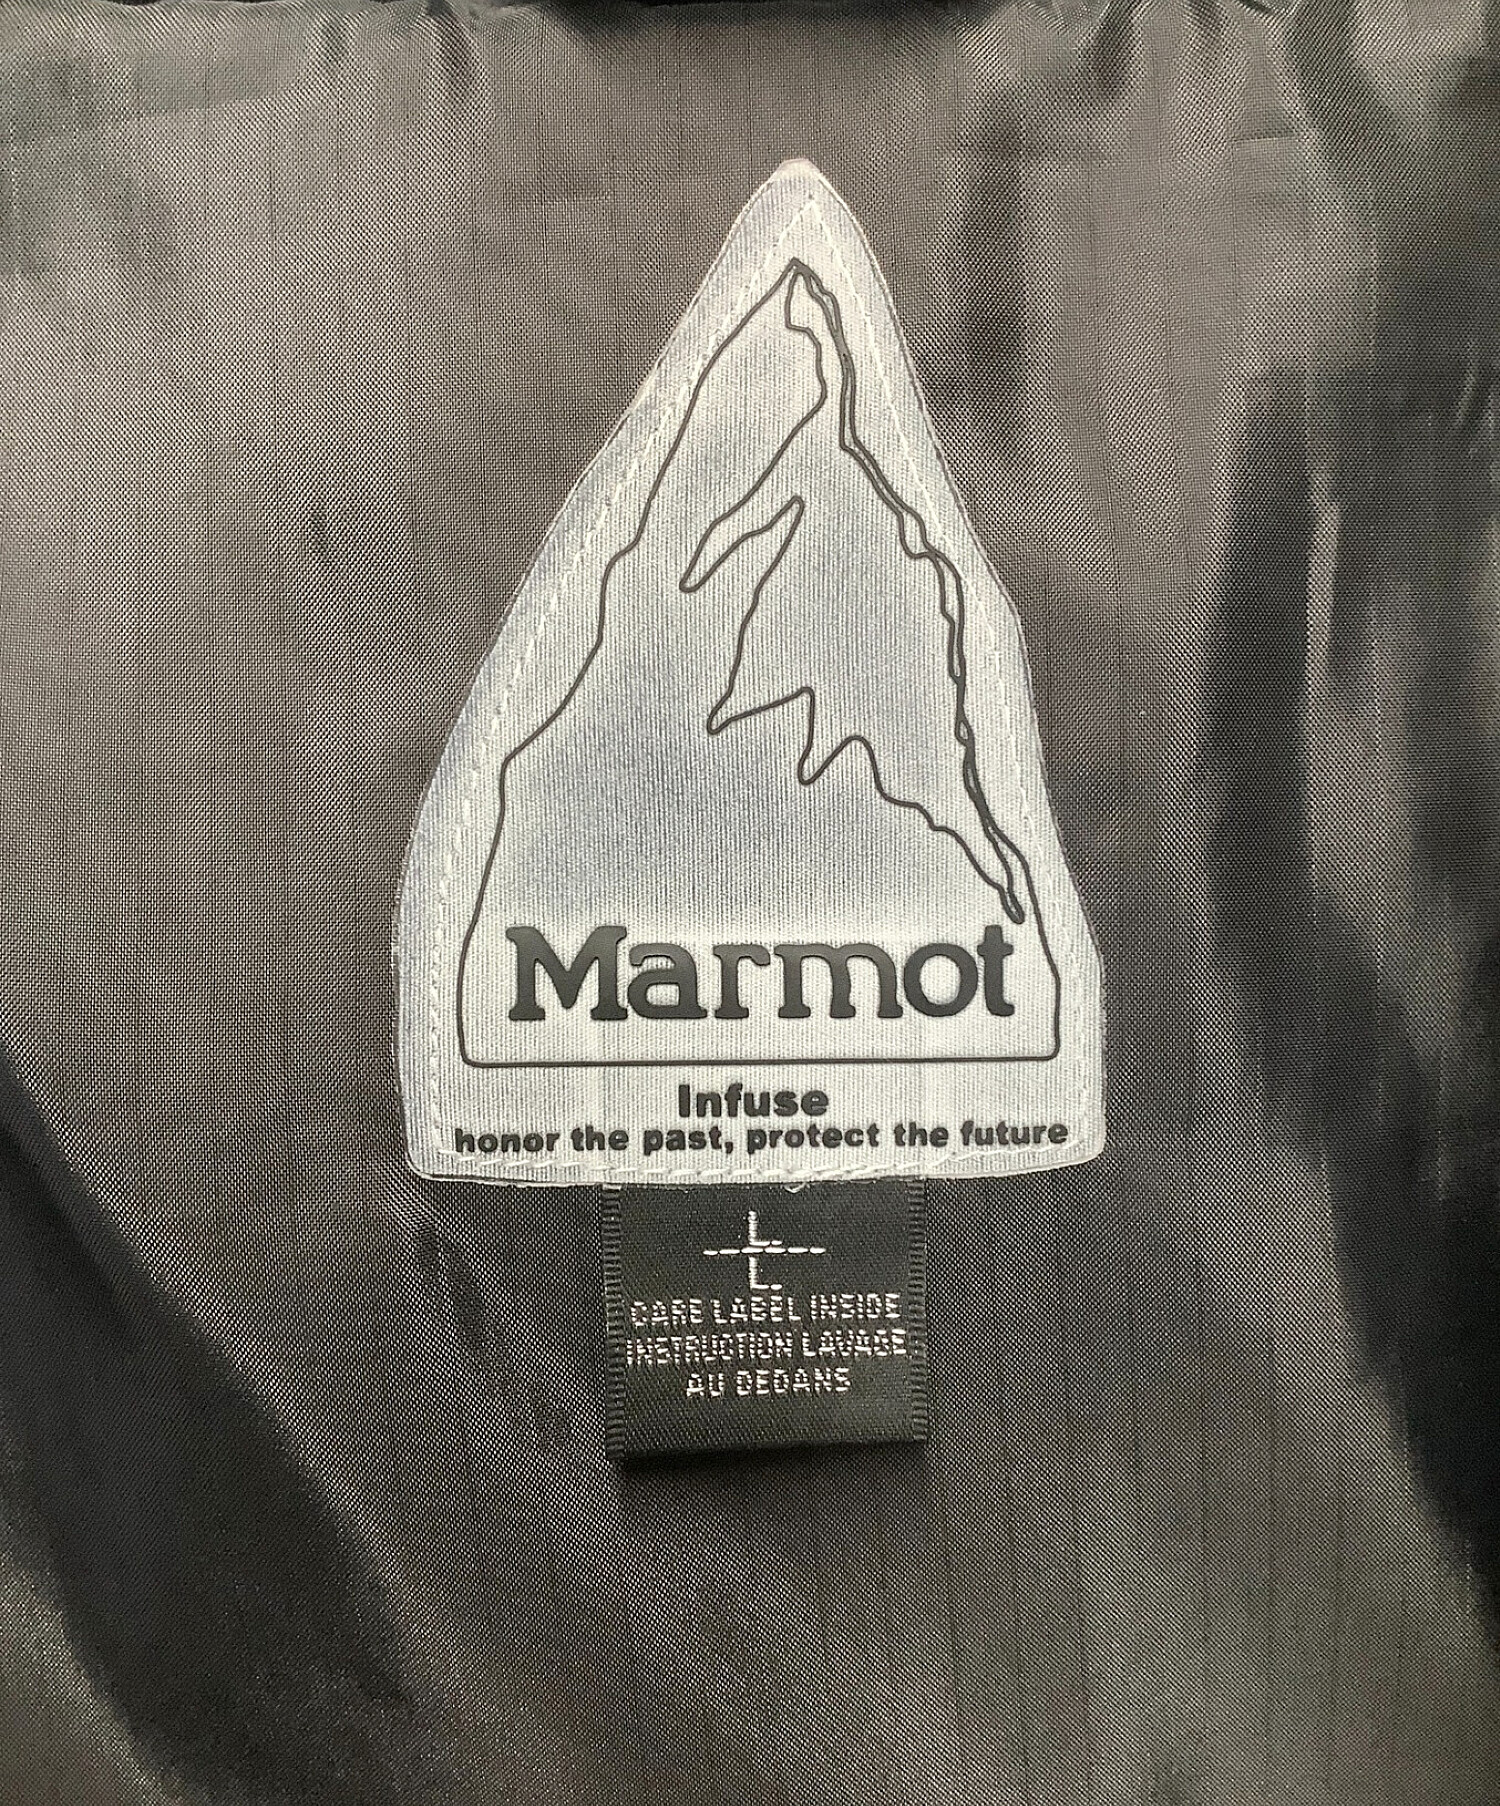 Marmot
Infuse
honor the past, protect the future
L.
L.
CARE LABEL INSIDE
INSTRUCTION LAVAGE
AU DEDANS